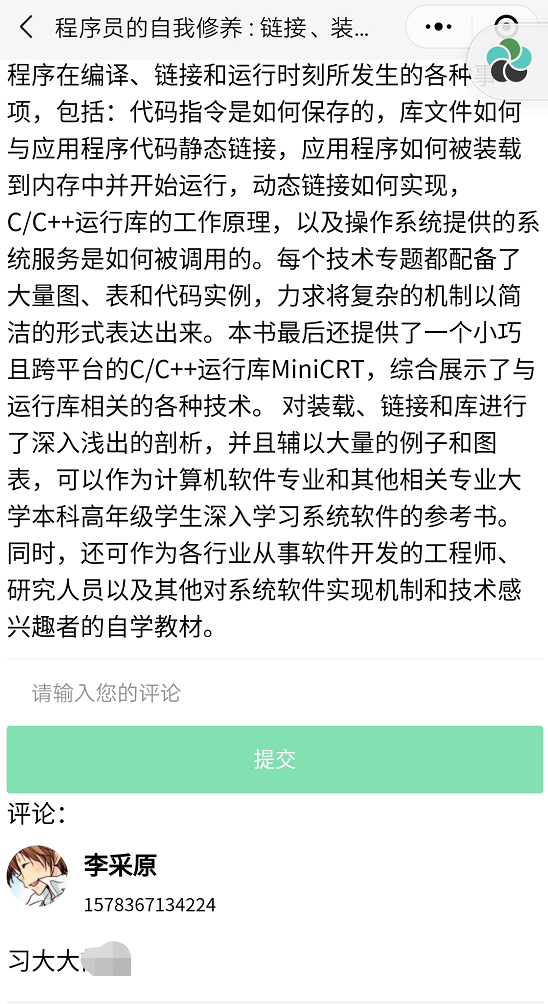 程序员的自我修养 : 链接、装...
程序在编译、链接和运行时刻所发生的各种事
项，包括：代码指令是如何保存的，库文件如何
与应用程序代码静态链接，应用程序如何被装载
到内存中并开始运行，动态链接如何实现，
C/C++运行库的工作原理，以及操作系统提供的系
统服务是如何被调用的。每个技术专题都配备了
大量图、表和代码实例，力求将复杂的机制以简
洁的形式表达出来。本书最后还提供了一个小巧
且跨平台的C/C++运行库MiniCRT，综合展示了与
运行库相关的各种技术。 对装载、链接和库进行
了深入浅出的剖析，并且辅以大量的例子和图
表，可以作为计算机软件专业和其他相关专业大
学本科高年级学生深入学习系统软件的参考书。
同时，还可作为各行业从事软件开发的工程师、
研究人员以及其他对系统软件实现机制和技术感
兴趣者的自学教材。
请输入您的评论
提交
评论：
李采原
1578367134224
习大大